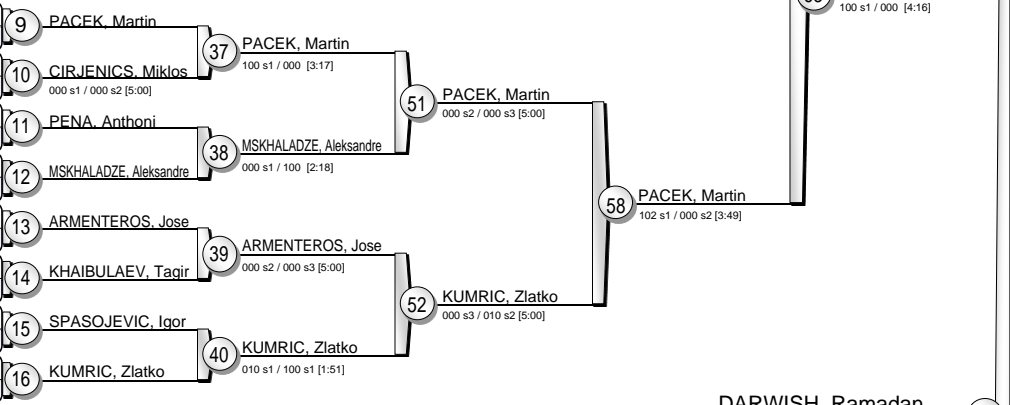 100 s1 / 000 [4:16]
9 PACEK, Martin
37 PACEK, Martin
100 s1 / 000 [3:17]
10 CIRJENICS, Miklos
000 s1 / 000 s2 [5:00]
51 PACEK, Martin
000 s2 / 000 s3 [5:00]
11 PENA, Anthoni
38 MSKHALADZE, Aleksandre
000 s1 / 100 [2:18]
12 MSKHALADZE, Aleksandre
58 PACEK, Martin
102 s1 / 000 s2 [3:49]
13 ARMENTEROS, Jose
39 ARMENTEROS, Jose
000 s2 / 000 s3 [5:00]
14 KHAIBULAEV, Tagir
52 KUMRIC, Zlatko
000 s3 / 010 s2 [5:00]
15 SPASOJEVIC, Igor
40 KUMRIC, Zlatko
010 s1 / 100 s1 [1:51]
16 KUMRIC, Zlatko
DARWISH, Ramadan